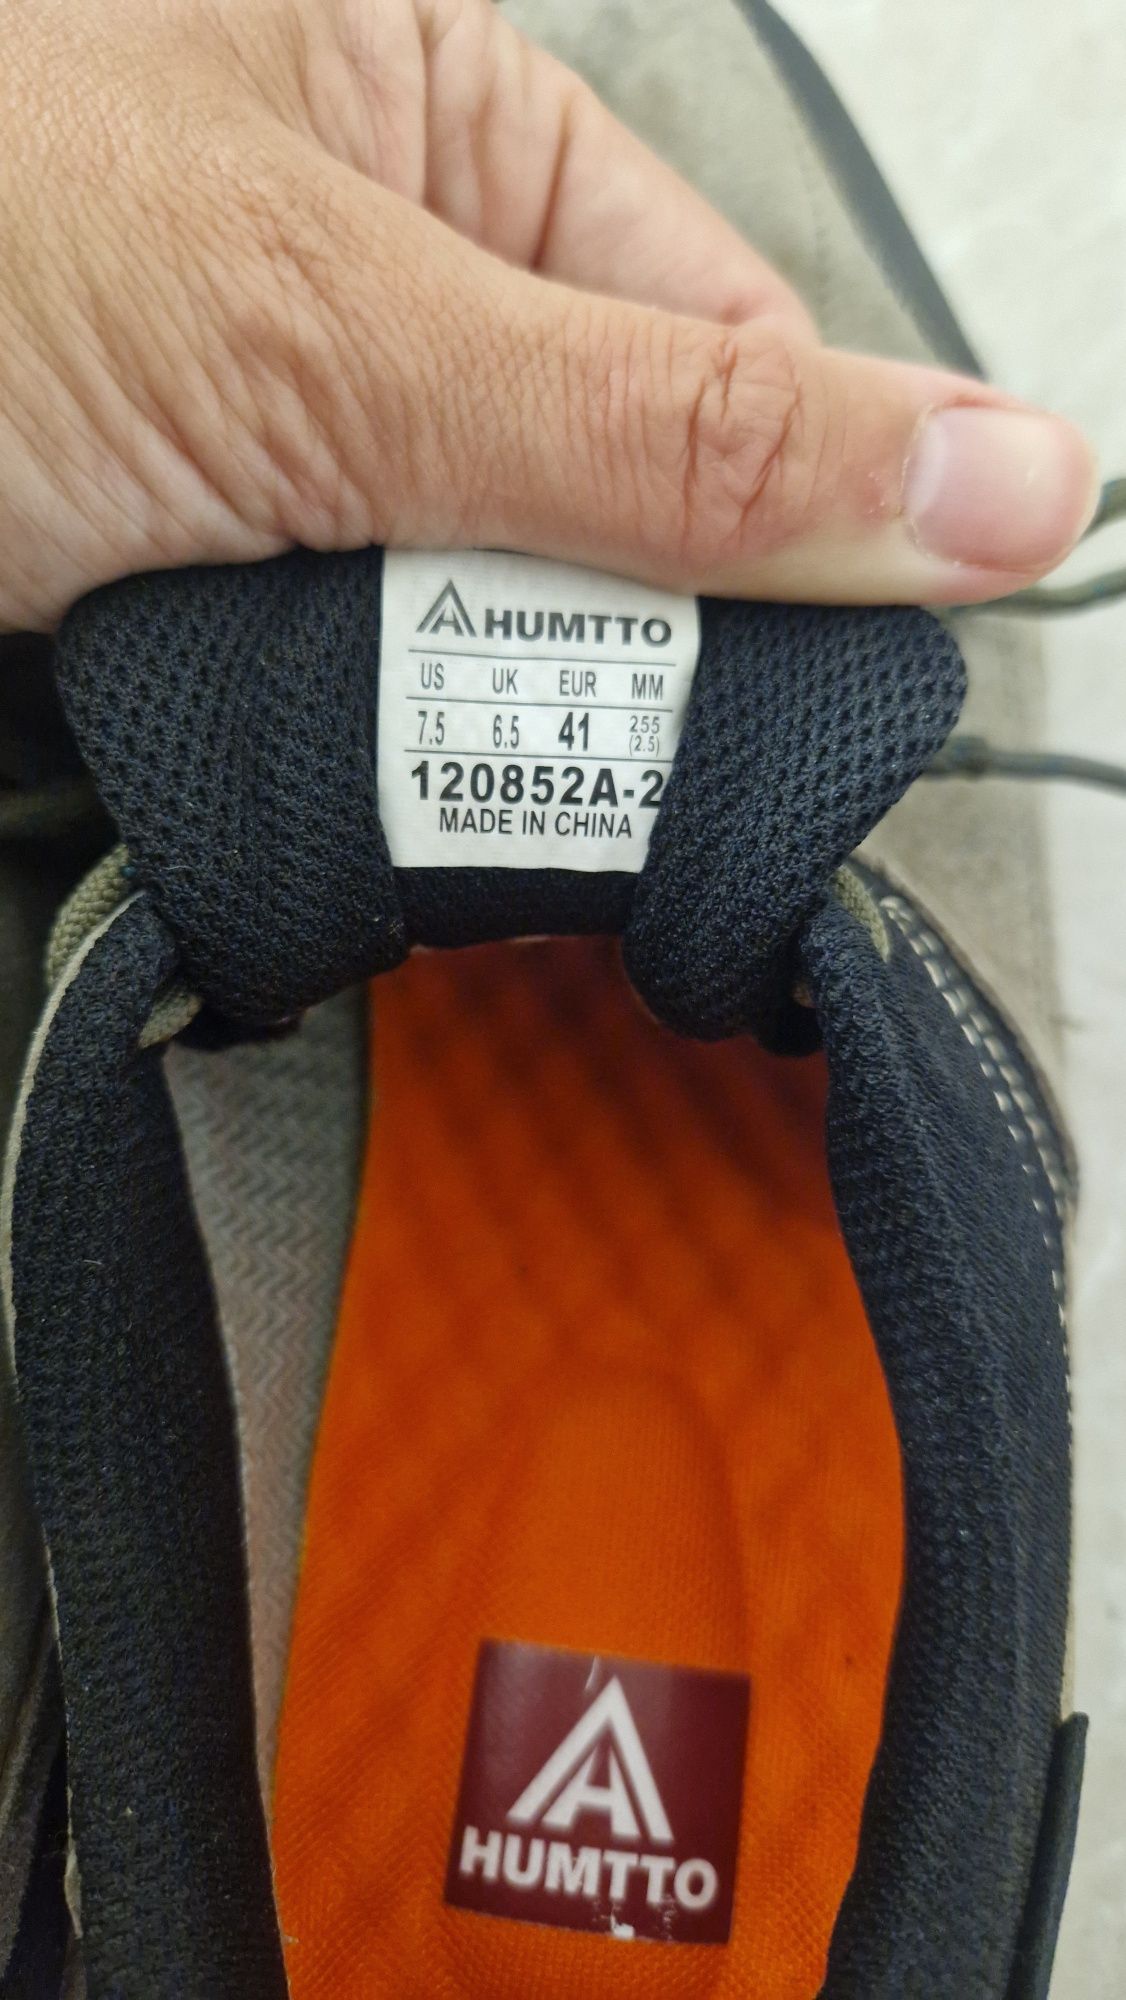 HUMTTO
US UK EUR MM
7.5 6.5 41 255 (2.5)
120852A-2
MADE IN CHINA
HUMTTO